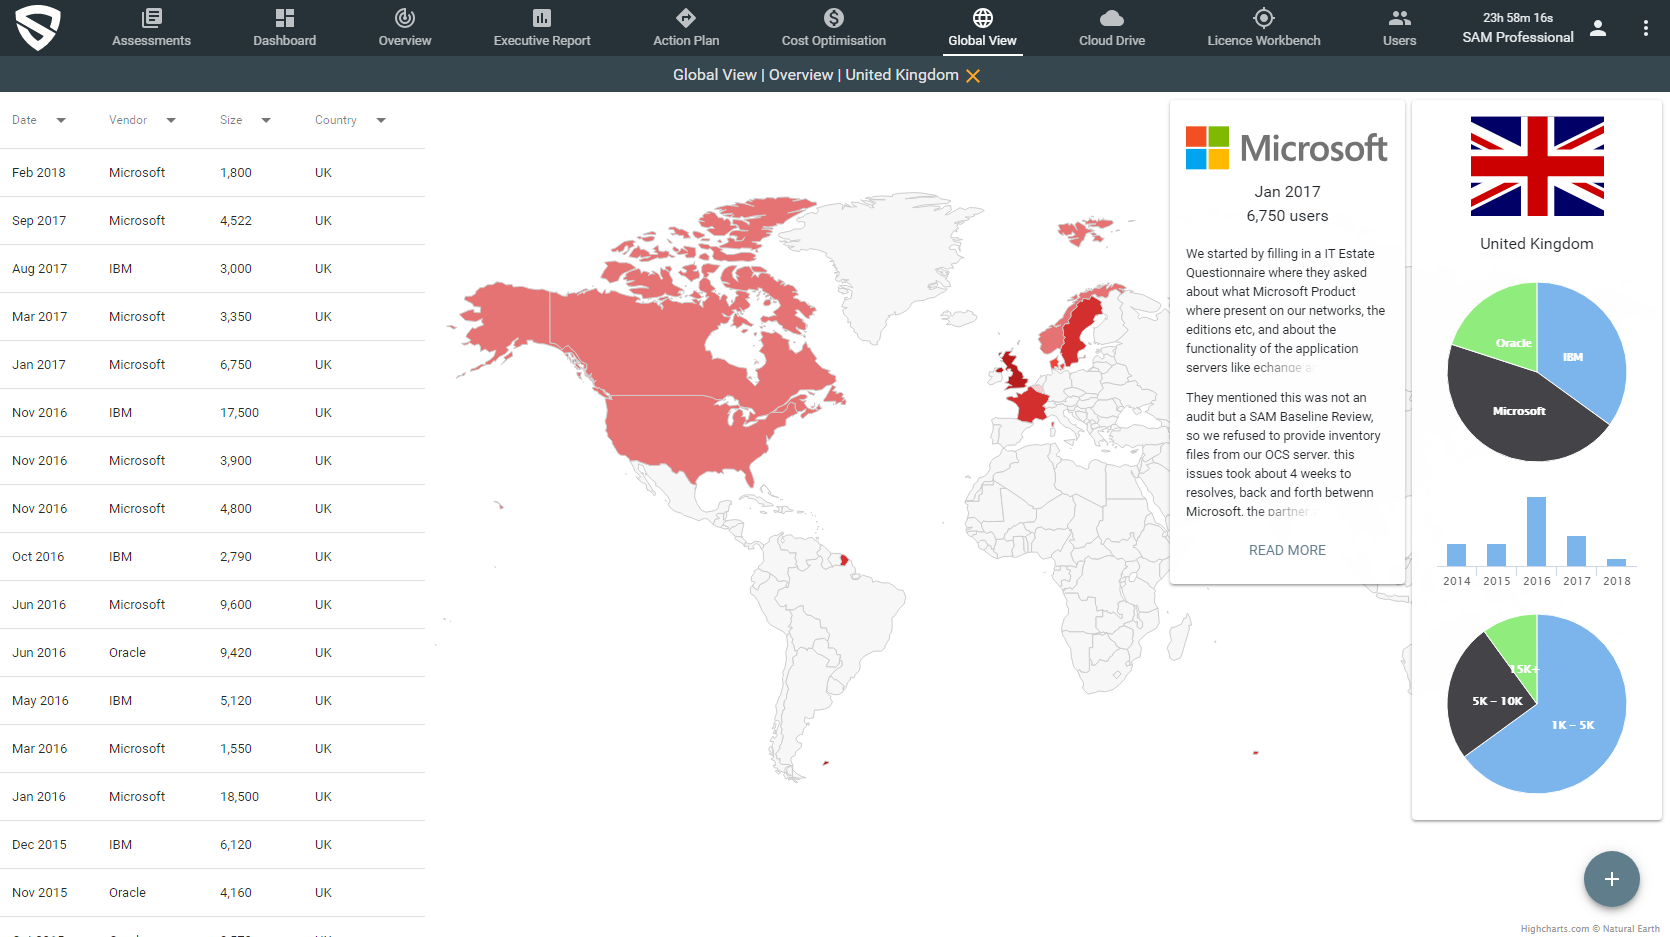 Assessments
Dashboard
Overview
Executive Report
Action Plan
Cost Optimisation
Global View
Cloud Drive
Licence Workbench
Users
23h 58m 16s
SAM Professional
Global View | Overview | United Kingdom
Date Vendor Size Country
Feb 2018 Microsoft 1,800 UK
Sep 2017 Microsoft 4,522 UK
Aug 2017 IBM 3,000 UK
Mar 2017 Microsoft 3,350 UK
Jan 2017 Microsoft 6,750 UK
Nov 2016 IBM 17,500 UK
Nov 2016 Microsoft 3,900 UK
Nov 2016 Microsoft 4,800 UK
Oct 2016 IBM 2,790 UK
Jun 2016 Microsoft 9,600 UK
Jun 2016 Oracle 9,420 UK
May 2016 IBM 5,120 UK
Mar 2016 Microsoft 1,550 UK
Jan 2016 Microsoft 18,500 UK
Dec 2015 IBM 6,120 UK
Nov 2015 Oracle 4,160 UK
Microsoft
Jan 2017
6,750 users
We started by filling in a IT Estate
Questionnaire where they asked
about what Microsoft Product
where present on our networks, the
editions etc, and about the
functionality of the application
servers like echange
They mentioned this was not an
audit but a SAM Baseline Review,
so we refused to provide inventory
files from our OCS server. this
issues took about 4 weeks to
resolves, back and forth betwenn
Microsoft, the partner
READ MORE
United Kingdom
Oracle
IBM
Microsoft
2014 2015 2016 2017 2018
15K+
5K – 10K
1K – 5K
+
Highcharts.com © Natural Earth